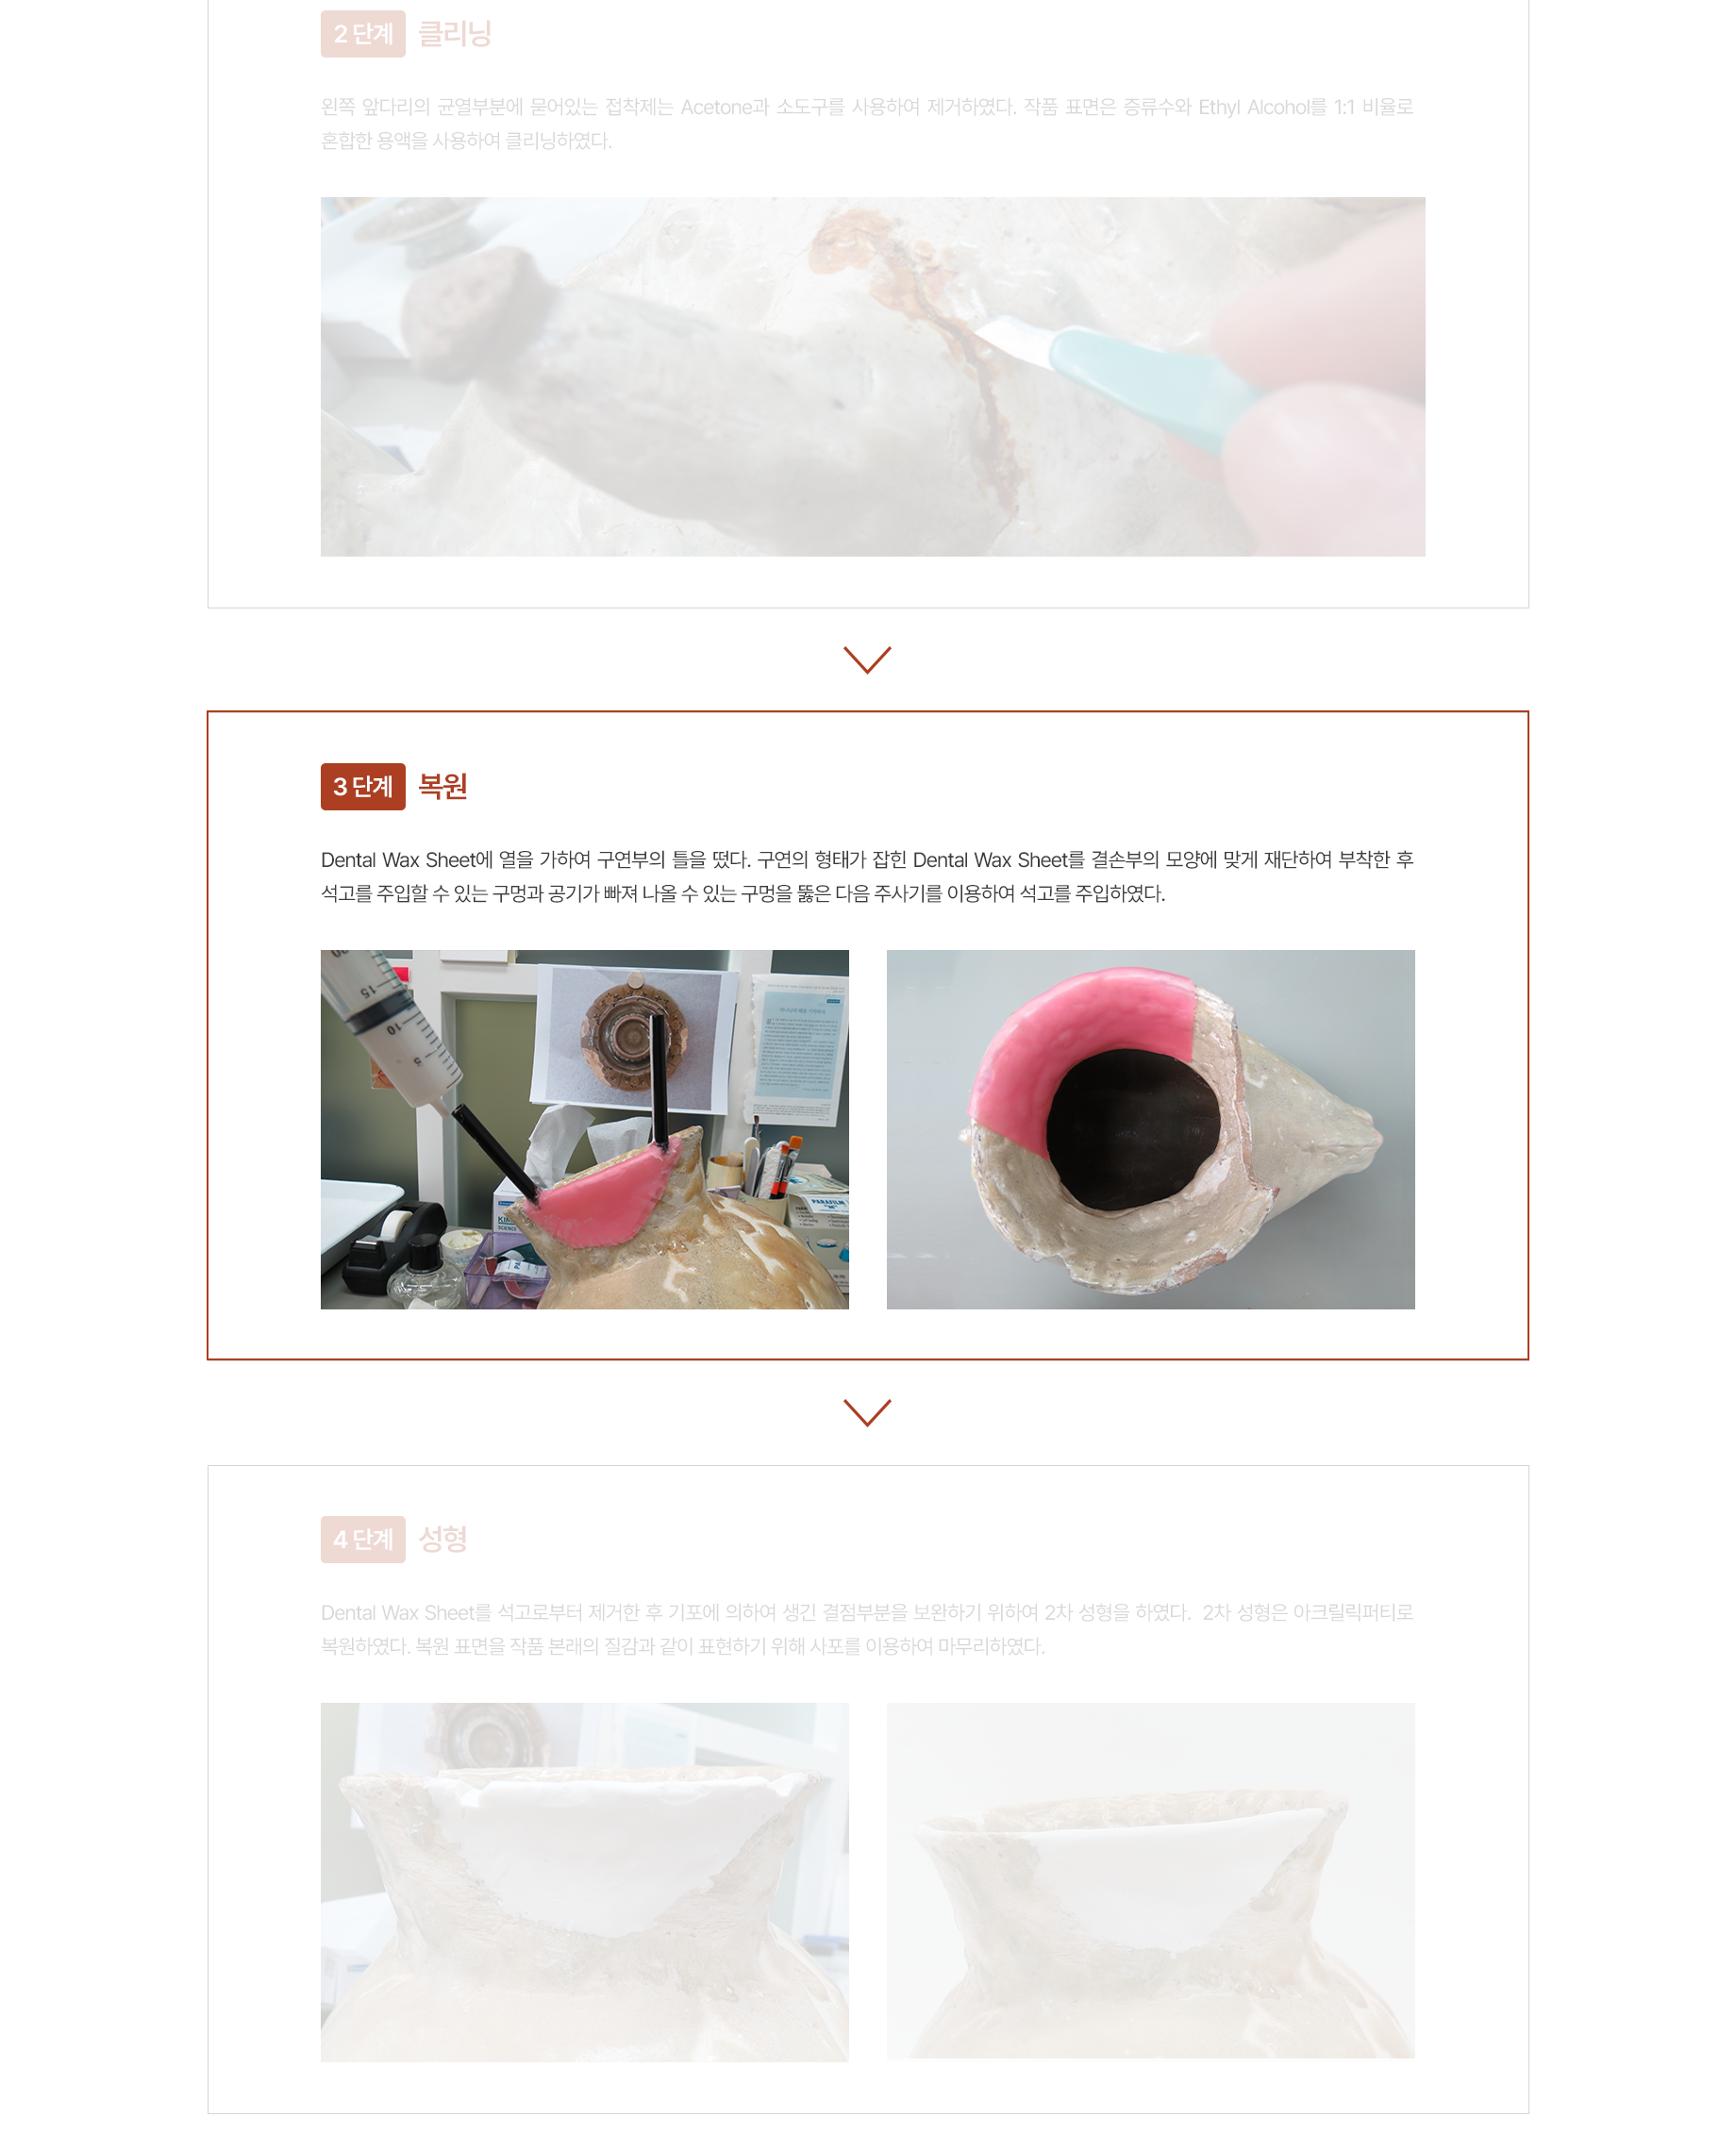 2 단계 클리닝
왼쪽 앞다리의 균열부분에 묻어있는 접착제는 Acetone과 소도구를 사용하여 제거하였다. 작품 표면은 증류수와 Ethyl Alcohol를 1:1 비율로
혼합한 용액을 사용하여 클리닝하였다.
3 단계 복원
Dental Wax Sheet에 열을 가하여 구연부의 틀을 떴다. 구연의 형태가 잡힌 Dental Wax Sheet를 결손부의 모양에 맞게 재단하여 부착한 후
석고를 주입할 수 있는 구멍과 공기가 빠져 나올 수 있는 구멍을 뚫은 다음 주사기를 이용하여 석고를 주입하였다.
15
10
5
PARAFILM
"M"
SCIENCE
4 단계 성형
Dental Wax Sheet를 석고로부터 제거한 후 기포에 의하여 생긴 결점부분을 보완하기 위하여 2차 성형을 하였다. 2차 성형은 아크릴릭퍼티로
복원하였다. 복원 표면을 작품 본래의 질감과 같이 표현하기 위해 사포를 이용하여 마무리하였다.